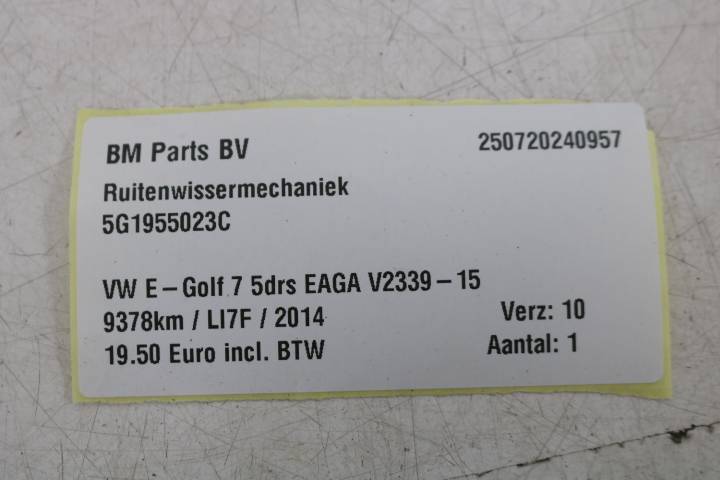 BM Parts BV 250720240957
Ruitenwissermechaniek
5G1955023C
VW E-Golf 7 5drs EAGA V2339-15
9378km / LI7F / 2014 Verz: 10
19.50 Euro incl. BTW Aantal: 1